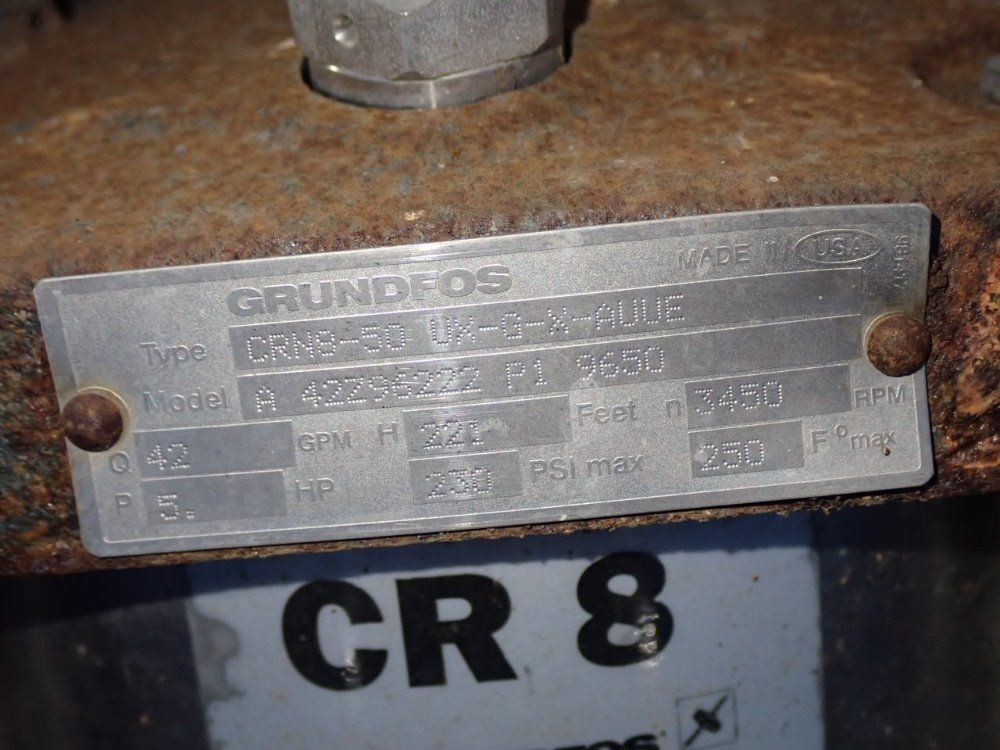 GRUNDFOS MADE IN USA
Type CRN8-50 UX-G-X-AUUE
Model A 42Z96222 P1 9650
Q 42 GPM H 221 Feet n 3450 RPM
P 5. HP 230 PSI max 250 F° max
CR 8